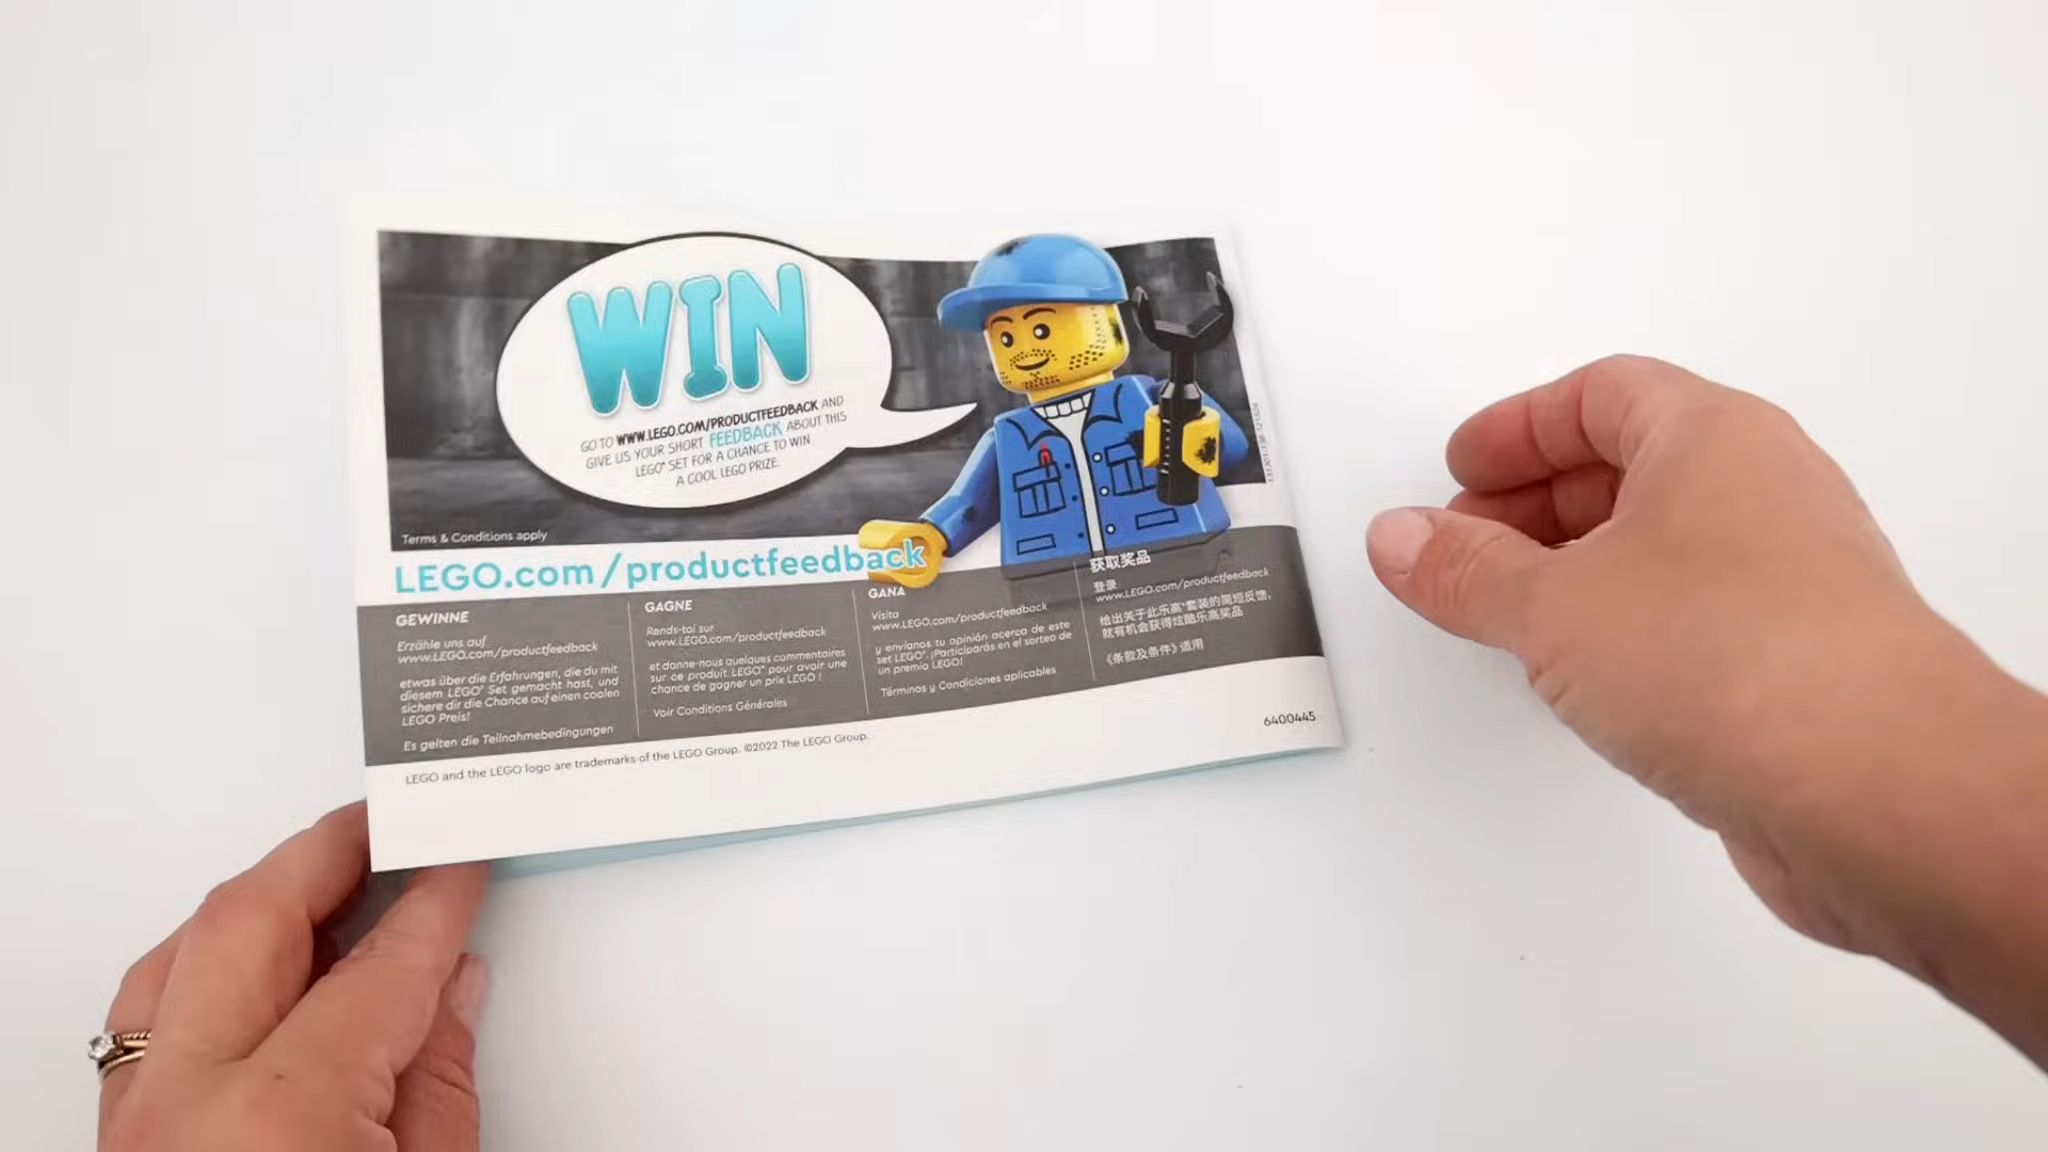 WIN
GO TO WWW.LEGO.COM/PRODUCTFEEDBACK AND
GIVE US YOUR SHORT FEEDBACK ABOUT THIS
LEGO® SET FOR A CHANCE TO WIN
A COOL LEGO PRIZE.
Terms & Conditions apply
LEGO.com/productfeedback
GEWINNE
Erzähle uns auf
www.LEGO.com/productfeedback
etwas über die Erfahrungen, die du mit
diesem LEGO® Set gemacht hast, und
sichere dir die Chance auf einen coolen
LEGO Preis!
Es gelten die Teilnahmebedingungen
GAGNE
Rends-toi sur
www.LEGO.com/productfeedback
et donne-nous quelques commentaires
sur ce produit LEGO® pour avoir une
chance de gagner un prix LEGO !
Voir Conditions Générales
GANA
Visita
www.LEGO.com/productfeedback
y envíanos tu opinión acerca de este
set LEGO®. ¡Participarás en el sorteo de
un premio LEGO!
Términos y Condiciones aplicables
获取奖品
登录
www.LEGO.com/productfeedback
给出关于此乐高®套装的简短反馈，
就有机会获得炫酷乐高奖品
《条款及条件》适用
6400445
LEGO and the LEGO logo are trademarks of the LEGO Group. ©2022 The LEGO Group.